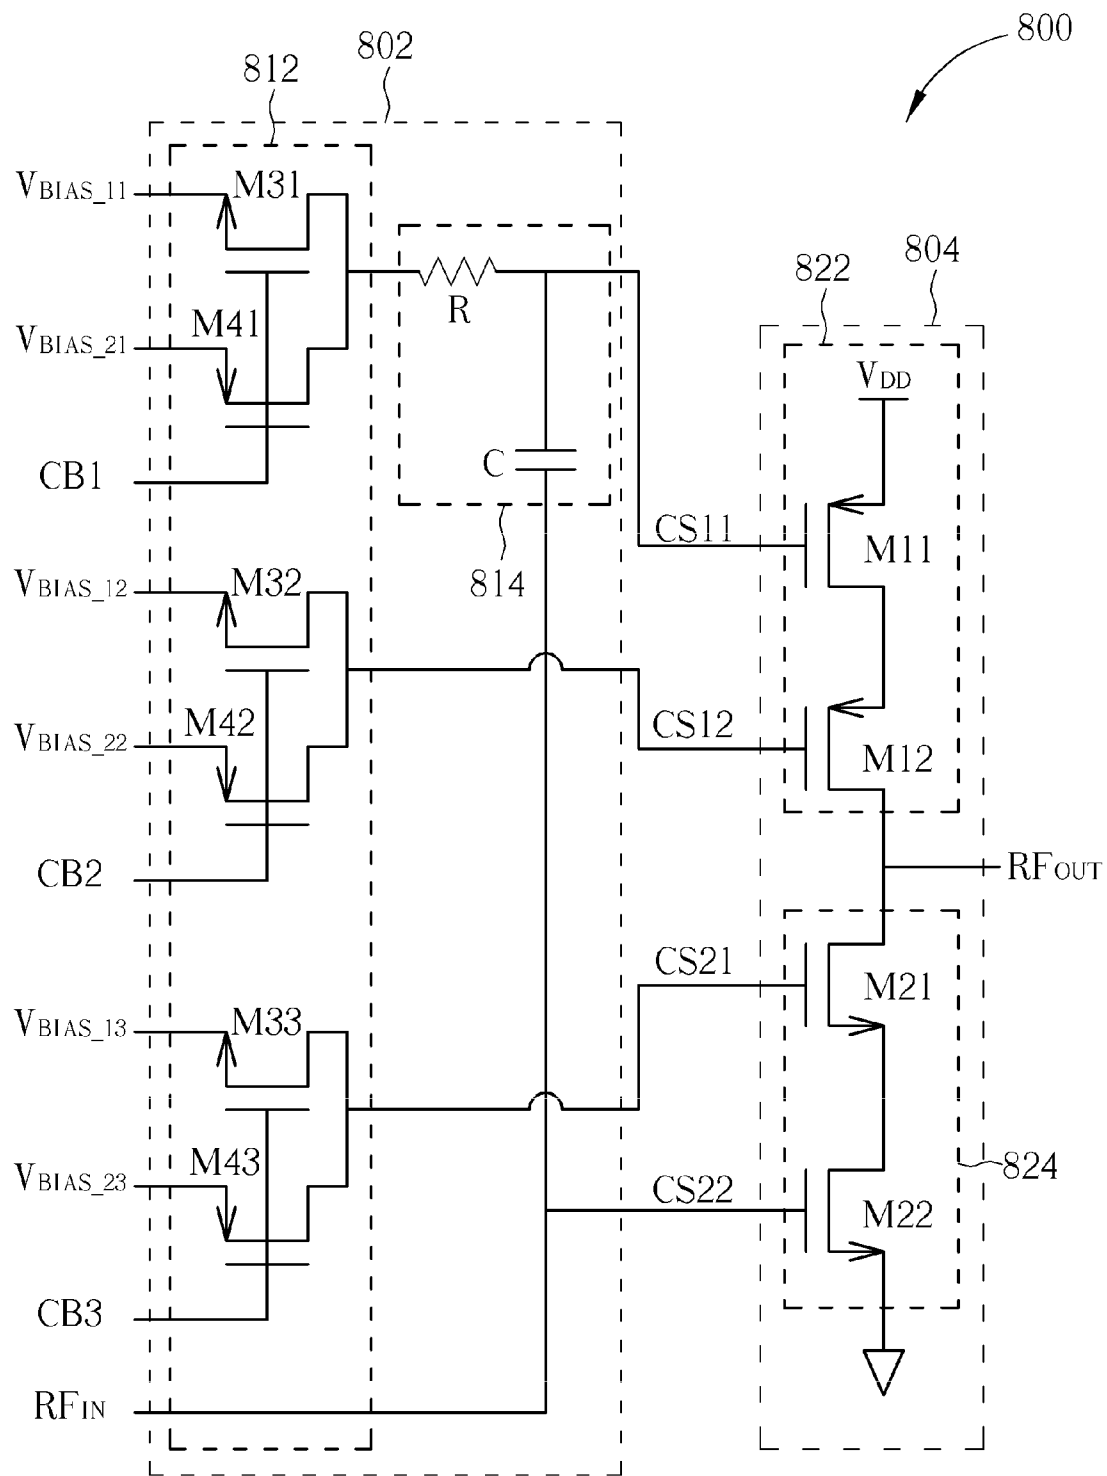 800
802
812
VBIAS_11
M31
804
822
R
VBIAS_21
M41
VDD
C
CB1
CS11
M11
814
VBIAS_12
M32
M42
CS12
VBIAS_22
M12
CB2
RFOUT
CS21
M21
VBIAS_13
M33
M43
824
VBIAS_23
CS22
M22
CB3
RFIN